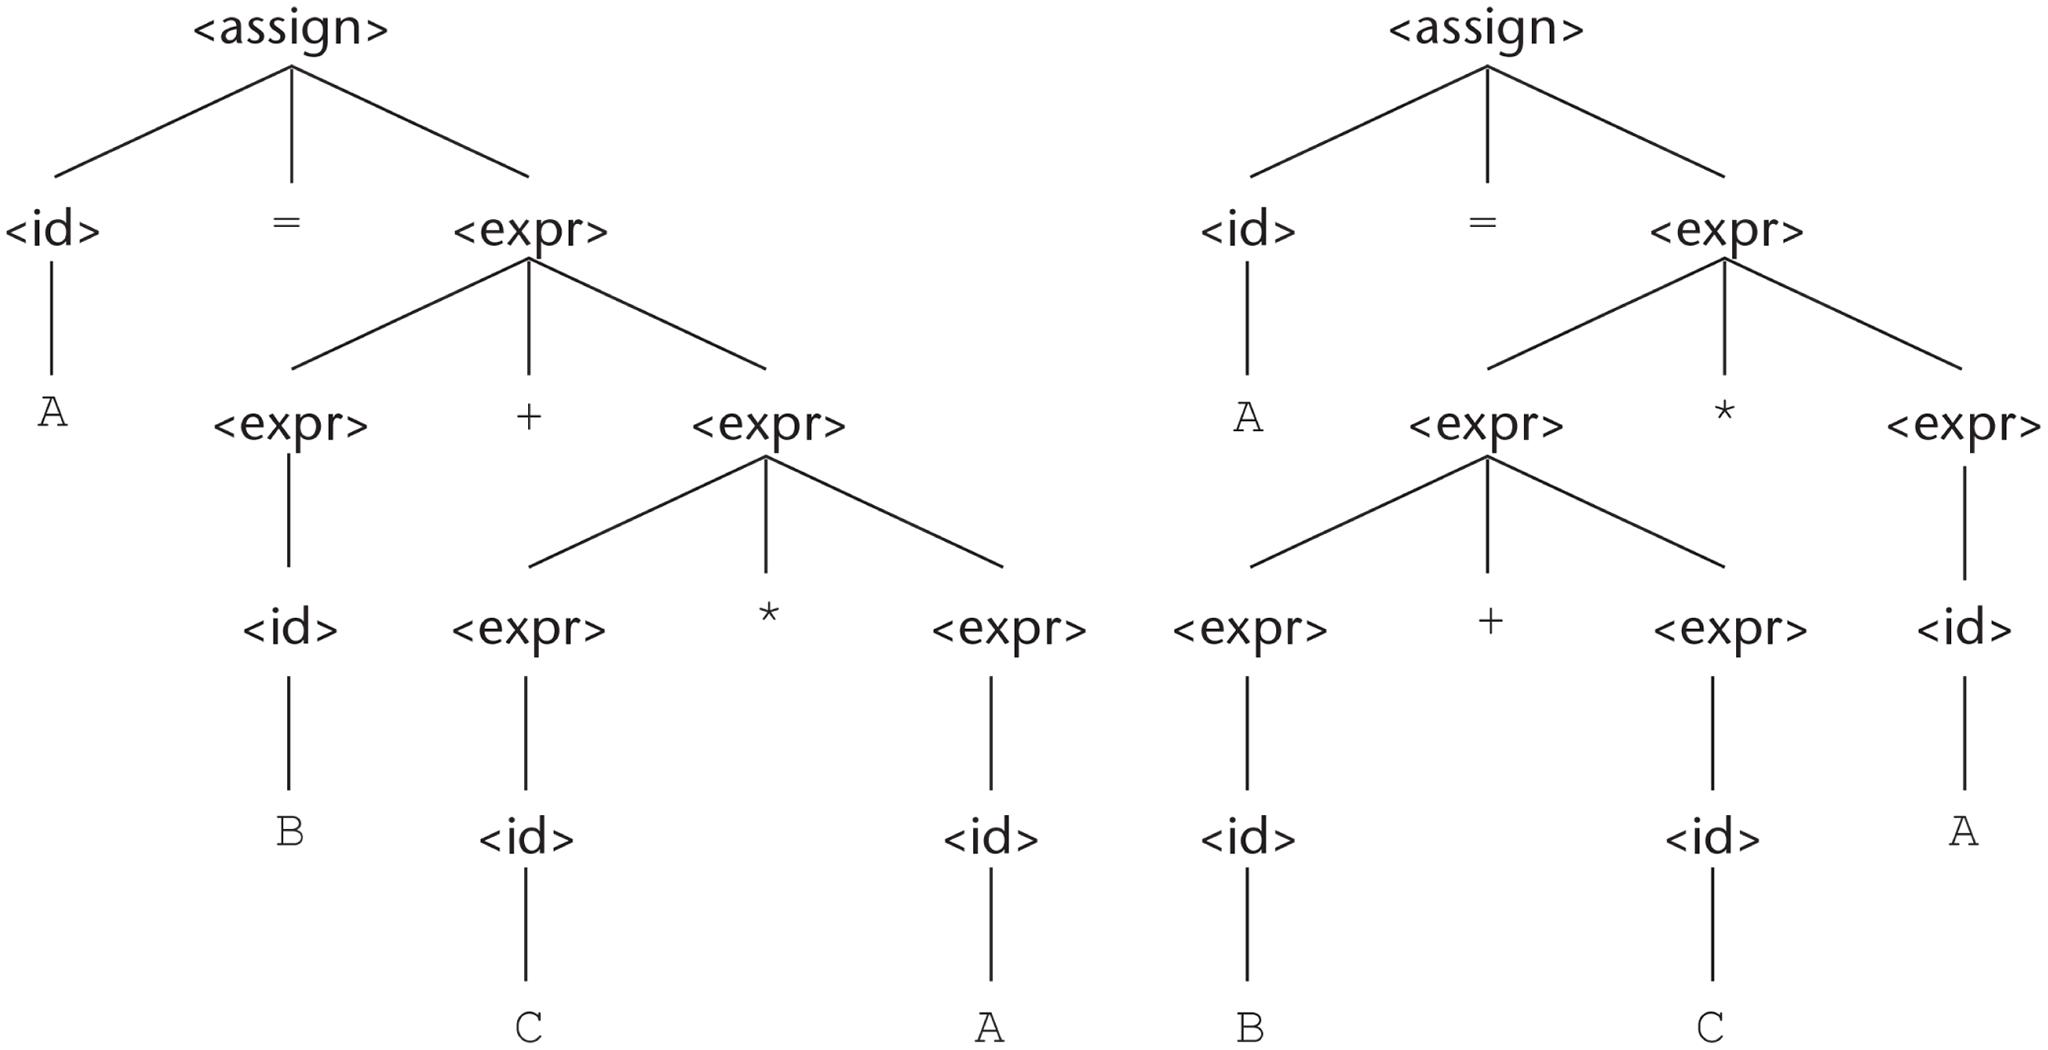 <assign> <assign>
<id> = <expr> <id> = <expr>
A <expr> + <expr> A <expr> * <expr>
<id> <expr> * <expr> <expr> + <expr> <id>
B <id> <id> <id> <id> A
C A B C